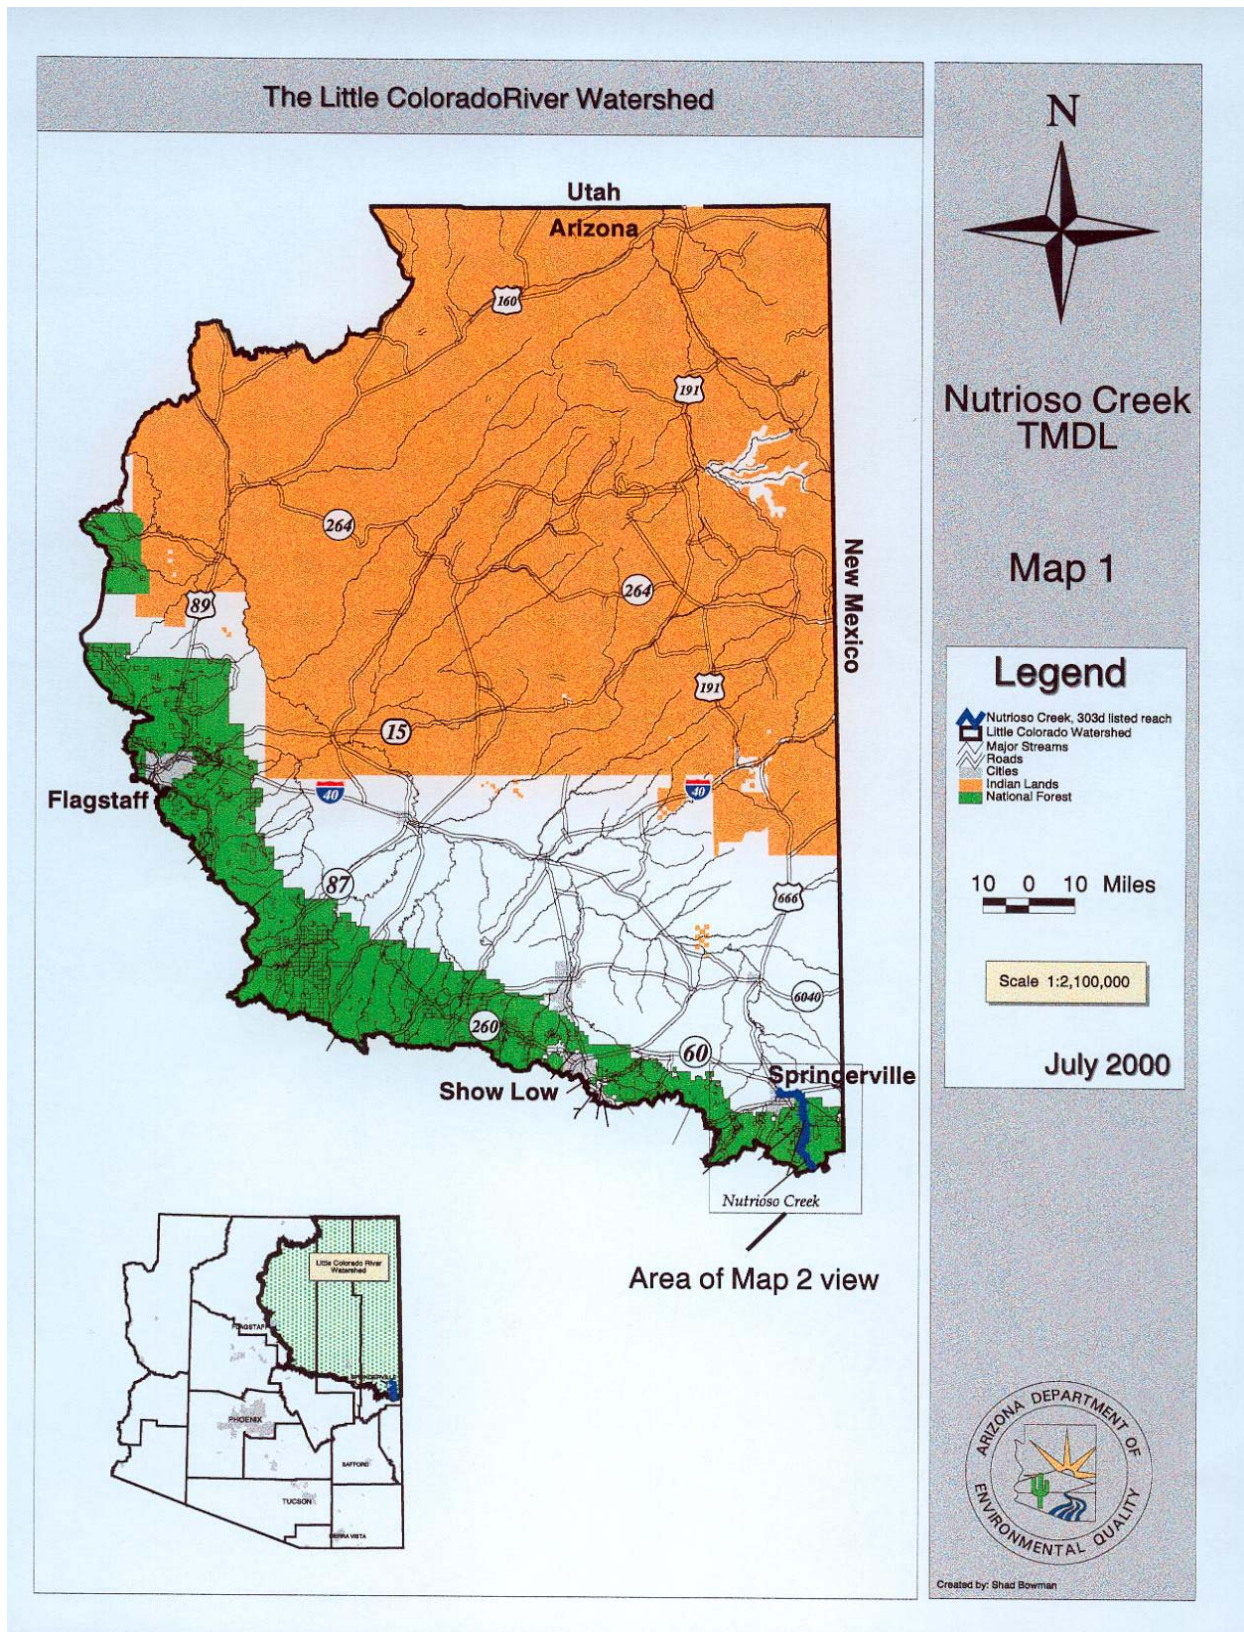 The Little ColoradoRiver Watershed
N
Nutrioso Creek
TMDL
Map 1
Legend
Nutrioso Creek, 303d listed reach
Little Colorado Watershed
Major Streams
Roads
Cities
Indian Lands
National Forest
10 0 10 Miles
Scale 1:2,100,000
July 2000
Utah
Arizona
160
191
264
264
New Mexico
89
191
15
Flagstaff
40
40
87
666
6040
260
60
Show Low
Springerville
Nutrioso Creek
Area of Map 2 view
Little Colorado River
Watershed
FLAGSTAFF
PHOENIX
SAFFORD
TUCSON
SIERRA VISTA
ARIZONA DEPARTMENT OF
ENVIRONMENTAL QUALITY
Created by: Shad Bowman